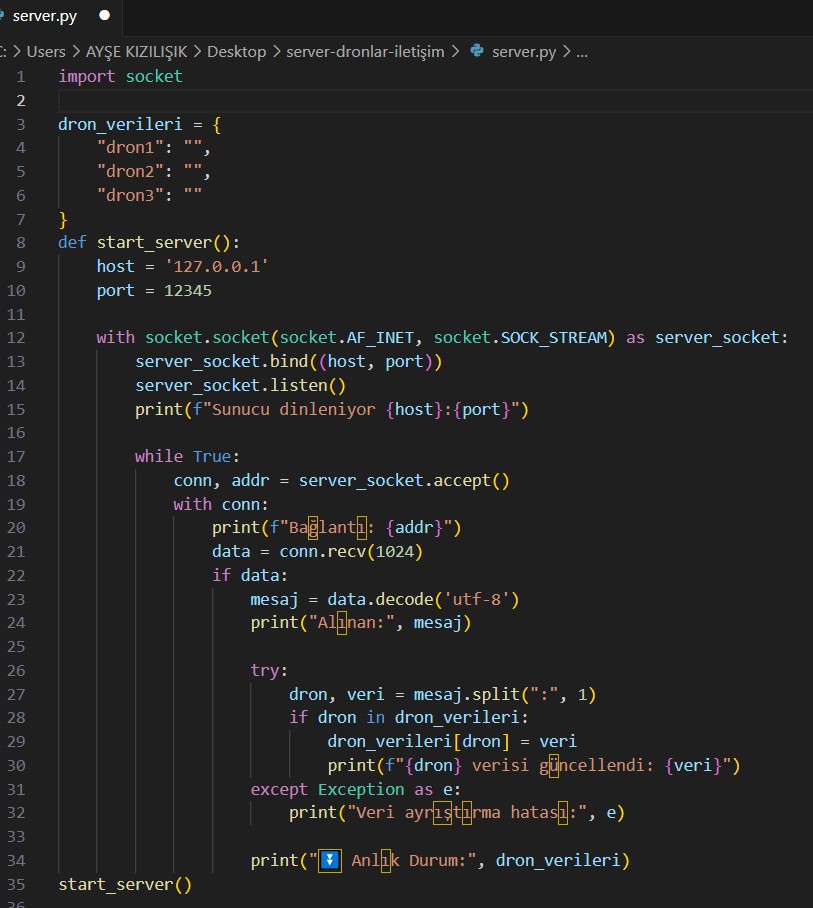 server.py ●
C: > Users > AYŞE KIZILIŞIK > Desktop > server-dronlar-iletişim > server.py > ...
1 import socket
2
3 dron_verileri = {
4     "dron1": "",
5     "dron2": "",
6     "dron3": ""
7 }
8 def start_server():
9     host = '127.0.0.1'
10     port = 12345
11
12     with socket.socket(socket.AF_INET, socket.SOCK_STREAM) as server_socket:
13         server_socket.bind((host, port))
14         server_socket.listen()
15         print(f"Sunucu dinleniyor {host}:{port}")
16
17         while True:
18             conn, addr = server_socket.accept()
19             with conn:
20                 print(f"Bağlantı: {addr}")
21                 data = conn.recv(1024)
22                 if data:
23                     mesaj = data.decode('utf-8')
24                     print("Alınan:", mesaj)
25
26                     try:
27                         dron, veri = mesaj.split(":", 1)
28                         if dron in dron_verileri:
29                             dron_verileri[dron] = veri
30                             print(f"{dron} verisi güncellendi: {veri}")
31                     except Exception as e:
32                         print("Veri ayrıştırma hatası:", e)
33
34                     print("⏬ Anlık Durum:", dron_verileri)
35 start_server()
36